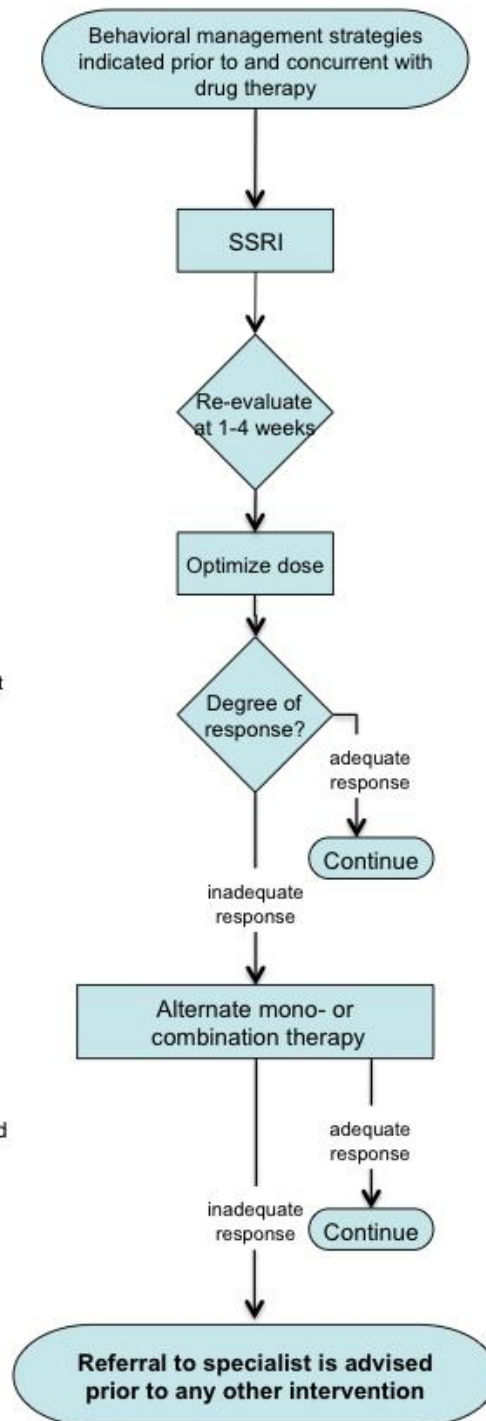 Behavioral management strategies
indicated prior to and concurrent with
drug therapy
SSRI
Re-evaluate
at 1-4 weeks
Optimize dose
t
Degree of
response?
adequate
response
Continue
inadequate
response
Alternate mono- or
combination therapy
d
adequate
response
inadequate
response
Continue
Referral to specialist is advised
prior to any other intervention